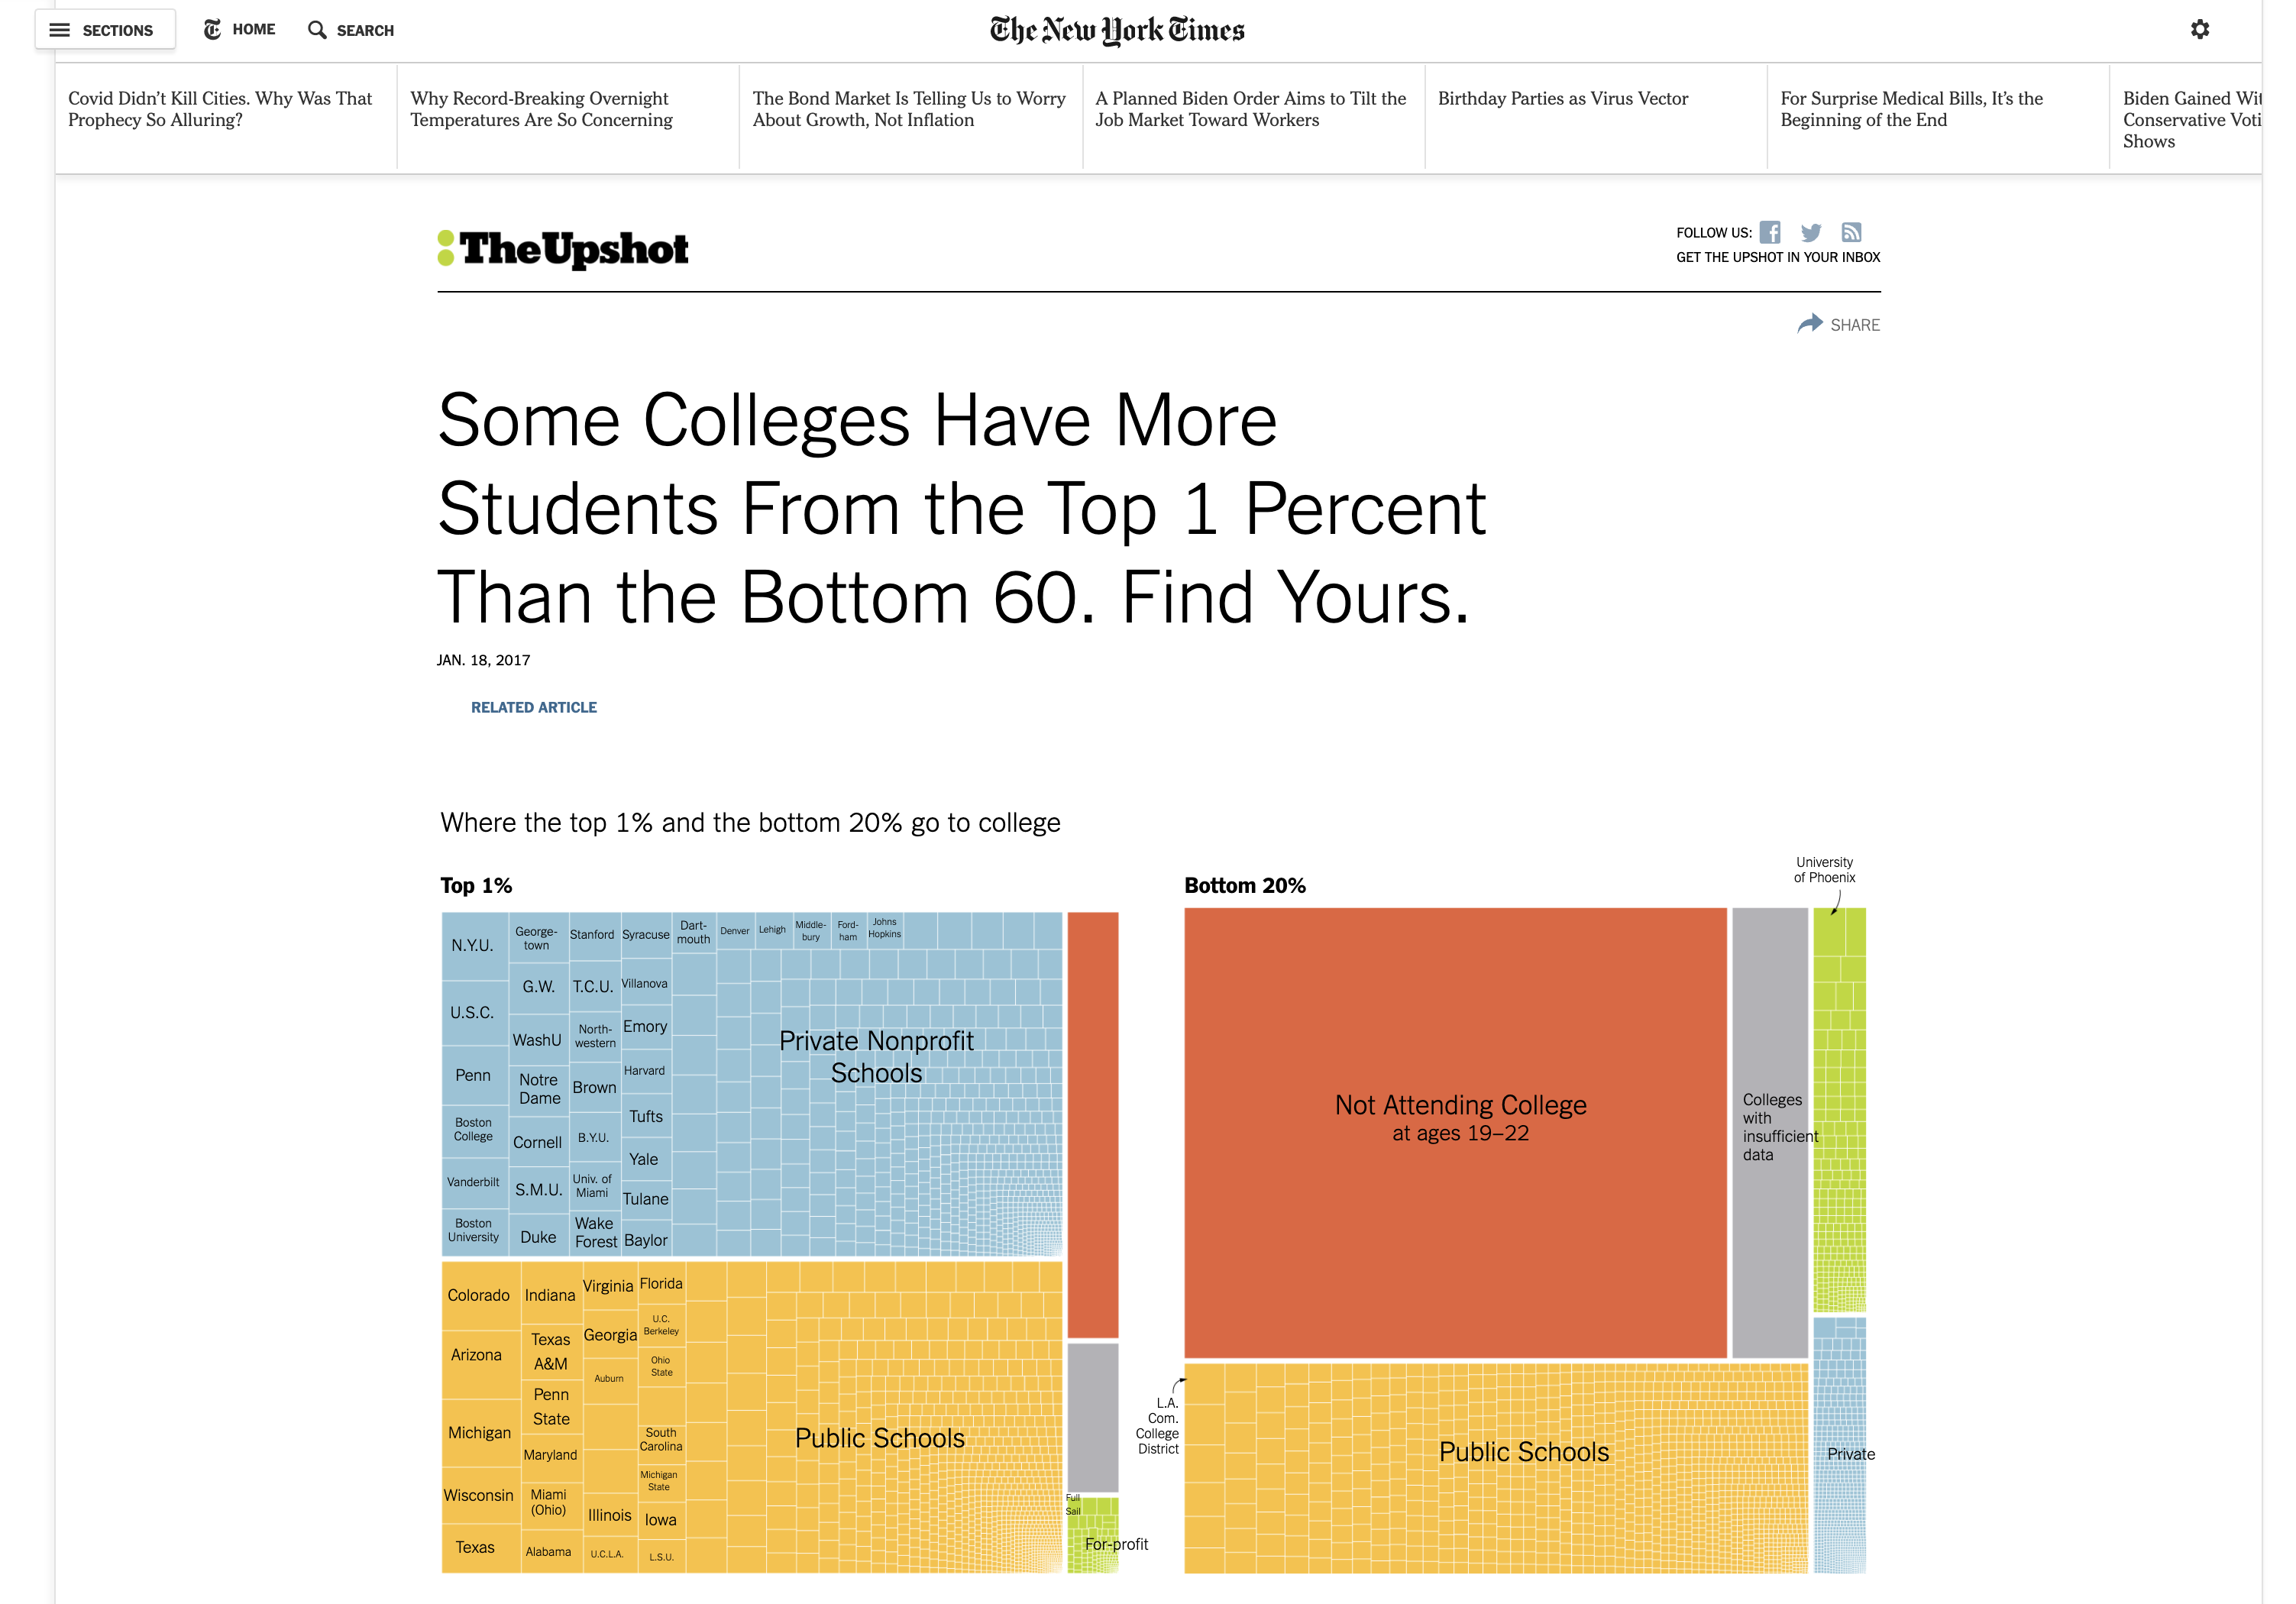 SECTIONS
HOME
SEARCH
The New York Times
Covid Didn’t Kill Cities. Why Was That
Prophecy So Alluring?
Why Record-Breaking Overnight
Temperatures Are So Concerning
The Bond Market Is Telling Us to Worry
About Growth, Not Inflation
A Planned Biden Order Aims to Tilt the
Job Market Toward Workers
Birthday Parties as Virus Vector
For Surprise Medical Bills, It’s the
Beginning of the End
Biden Gained Wit
Conservative Voti
Shows
TheUpshot
FOLLOW US:
GET THE UPSHOT IN YOUR INBOX
SHARE
Some Colleges Have More
Students From the Top 1 Percent
Than the Bottom 60. Find Yours.
JAN. 18, 2017
RELATED ARTICLE
Where the top 1% and the bottom 20% go to college
Top 1%
N.Y.U.
U.S.C.
Penn
Boston
College
Vanderbilt
Boston
University
George-
town
G.W.
WashU
Notre
Dame
Cornell
S.M.U.
Duke
Stanford
T.C.U.
North-
western
Brown
B.Y.U.
Univ. of
Miami
Wake
Forest
Syracuse
Villanova
Emory
Harvard
Tufts
Yale
Tulane
Baylor
Dart-
mouth
Denver
Lehigh
Middle-
bury
Ford-
ham
Johns
Hopkins
Private Nonprofit
Schools
Colorado
Arizona
Michigan
Wisconsin
Texas
Indiana
Texas
A&M
Penn
State
Maryland
Miami
(Ohio)
Alabama
Virginia
Georgia
Auburn
Illinois
U.C.L.A.
Florida
U.C.
Berkeley
Ohio
State
South
Carolina
Michigan
State
Iowa
L.S.U.
Public Schools
Full
Sail
For-profit
Bottom 20%
University
of Phoenix
Not Attending College
at ages 19–22
Colleges
with
insufficient
data
L.A.
Com.
College
District
Public Schools
Private